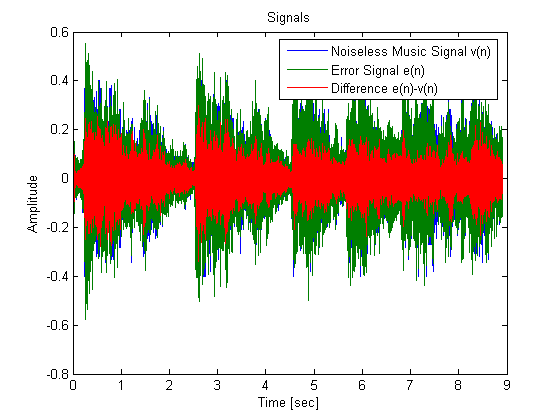 Signals
Noiseless Music Signal v(n)
Error Signal e(n)
Difference e(n)-v(n)
0.6
0.4
0.2
0
-0.2
-0.4
-0.6
-0.8
Amplitude
0 1 2 3 4 5 6 7 8 9
Time [sec]